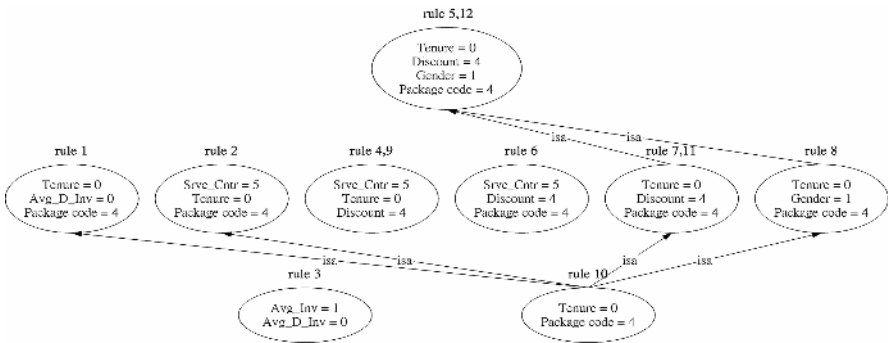 rule 5,12
Tenure = 0
Discount = 4
Gender = 1
Package code = 4
isa
isa
rule 1
rule 2
rule 4,9
rule 6
rule 7,11
rule 8
Tenure = 0
Avg_D_Inv = 0
Package code = 4
Srvc_Cntr = 5
Tenure = 0
Package code = 4
Srvc_Cntr = 5
Tenure = 0
Discount = 4
Srvc_Cntr = 5
Discount = 4
Package code = 4
Tenure = 0
Discount = 4
Package code = 4
Tenure = 0
Gender = 1
Package code = 4
isa
isa
isa
isa
rule 3
rule 10
Avg_Inv = 1
Avg_D_Inv = 0
Tenure = 0
Package code = 4